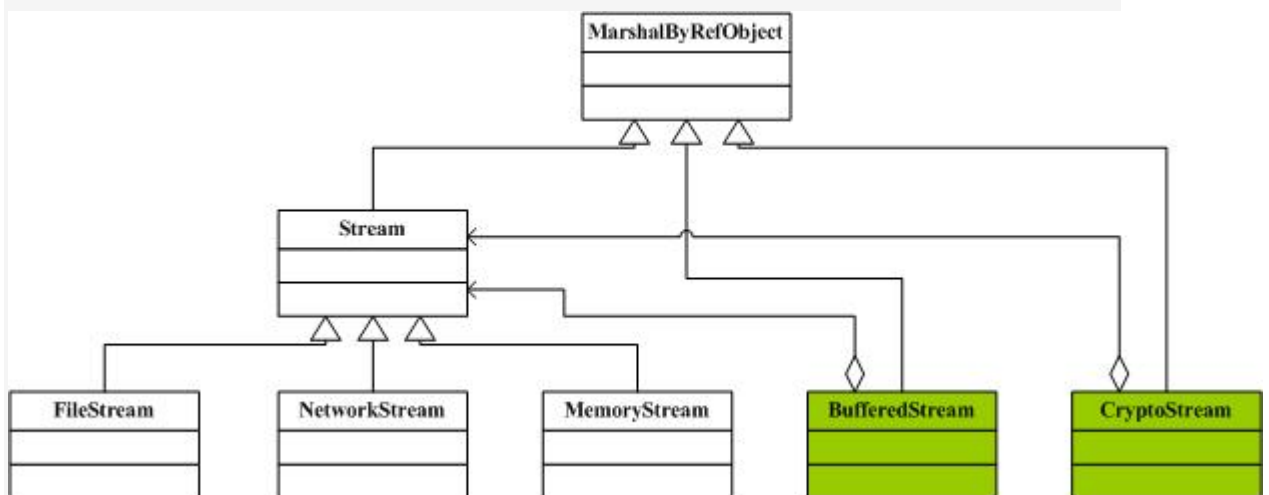 MarshalByRefObject
Stream
FileStream
NetworkStream
MemoryStream
BufferedStream
CryptoStream